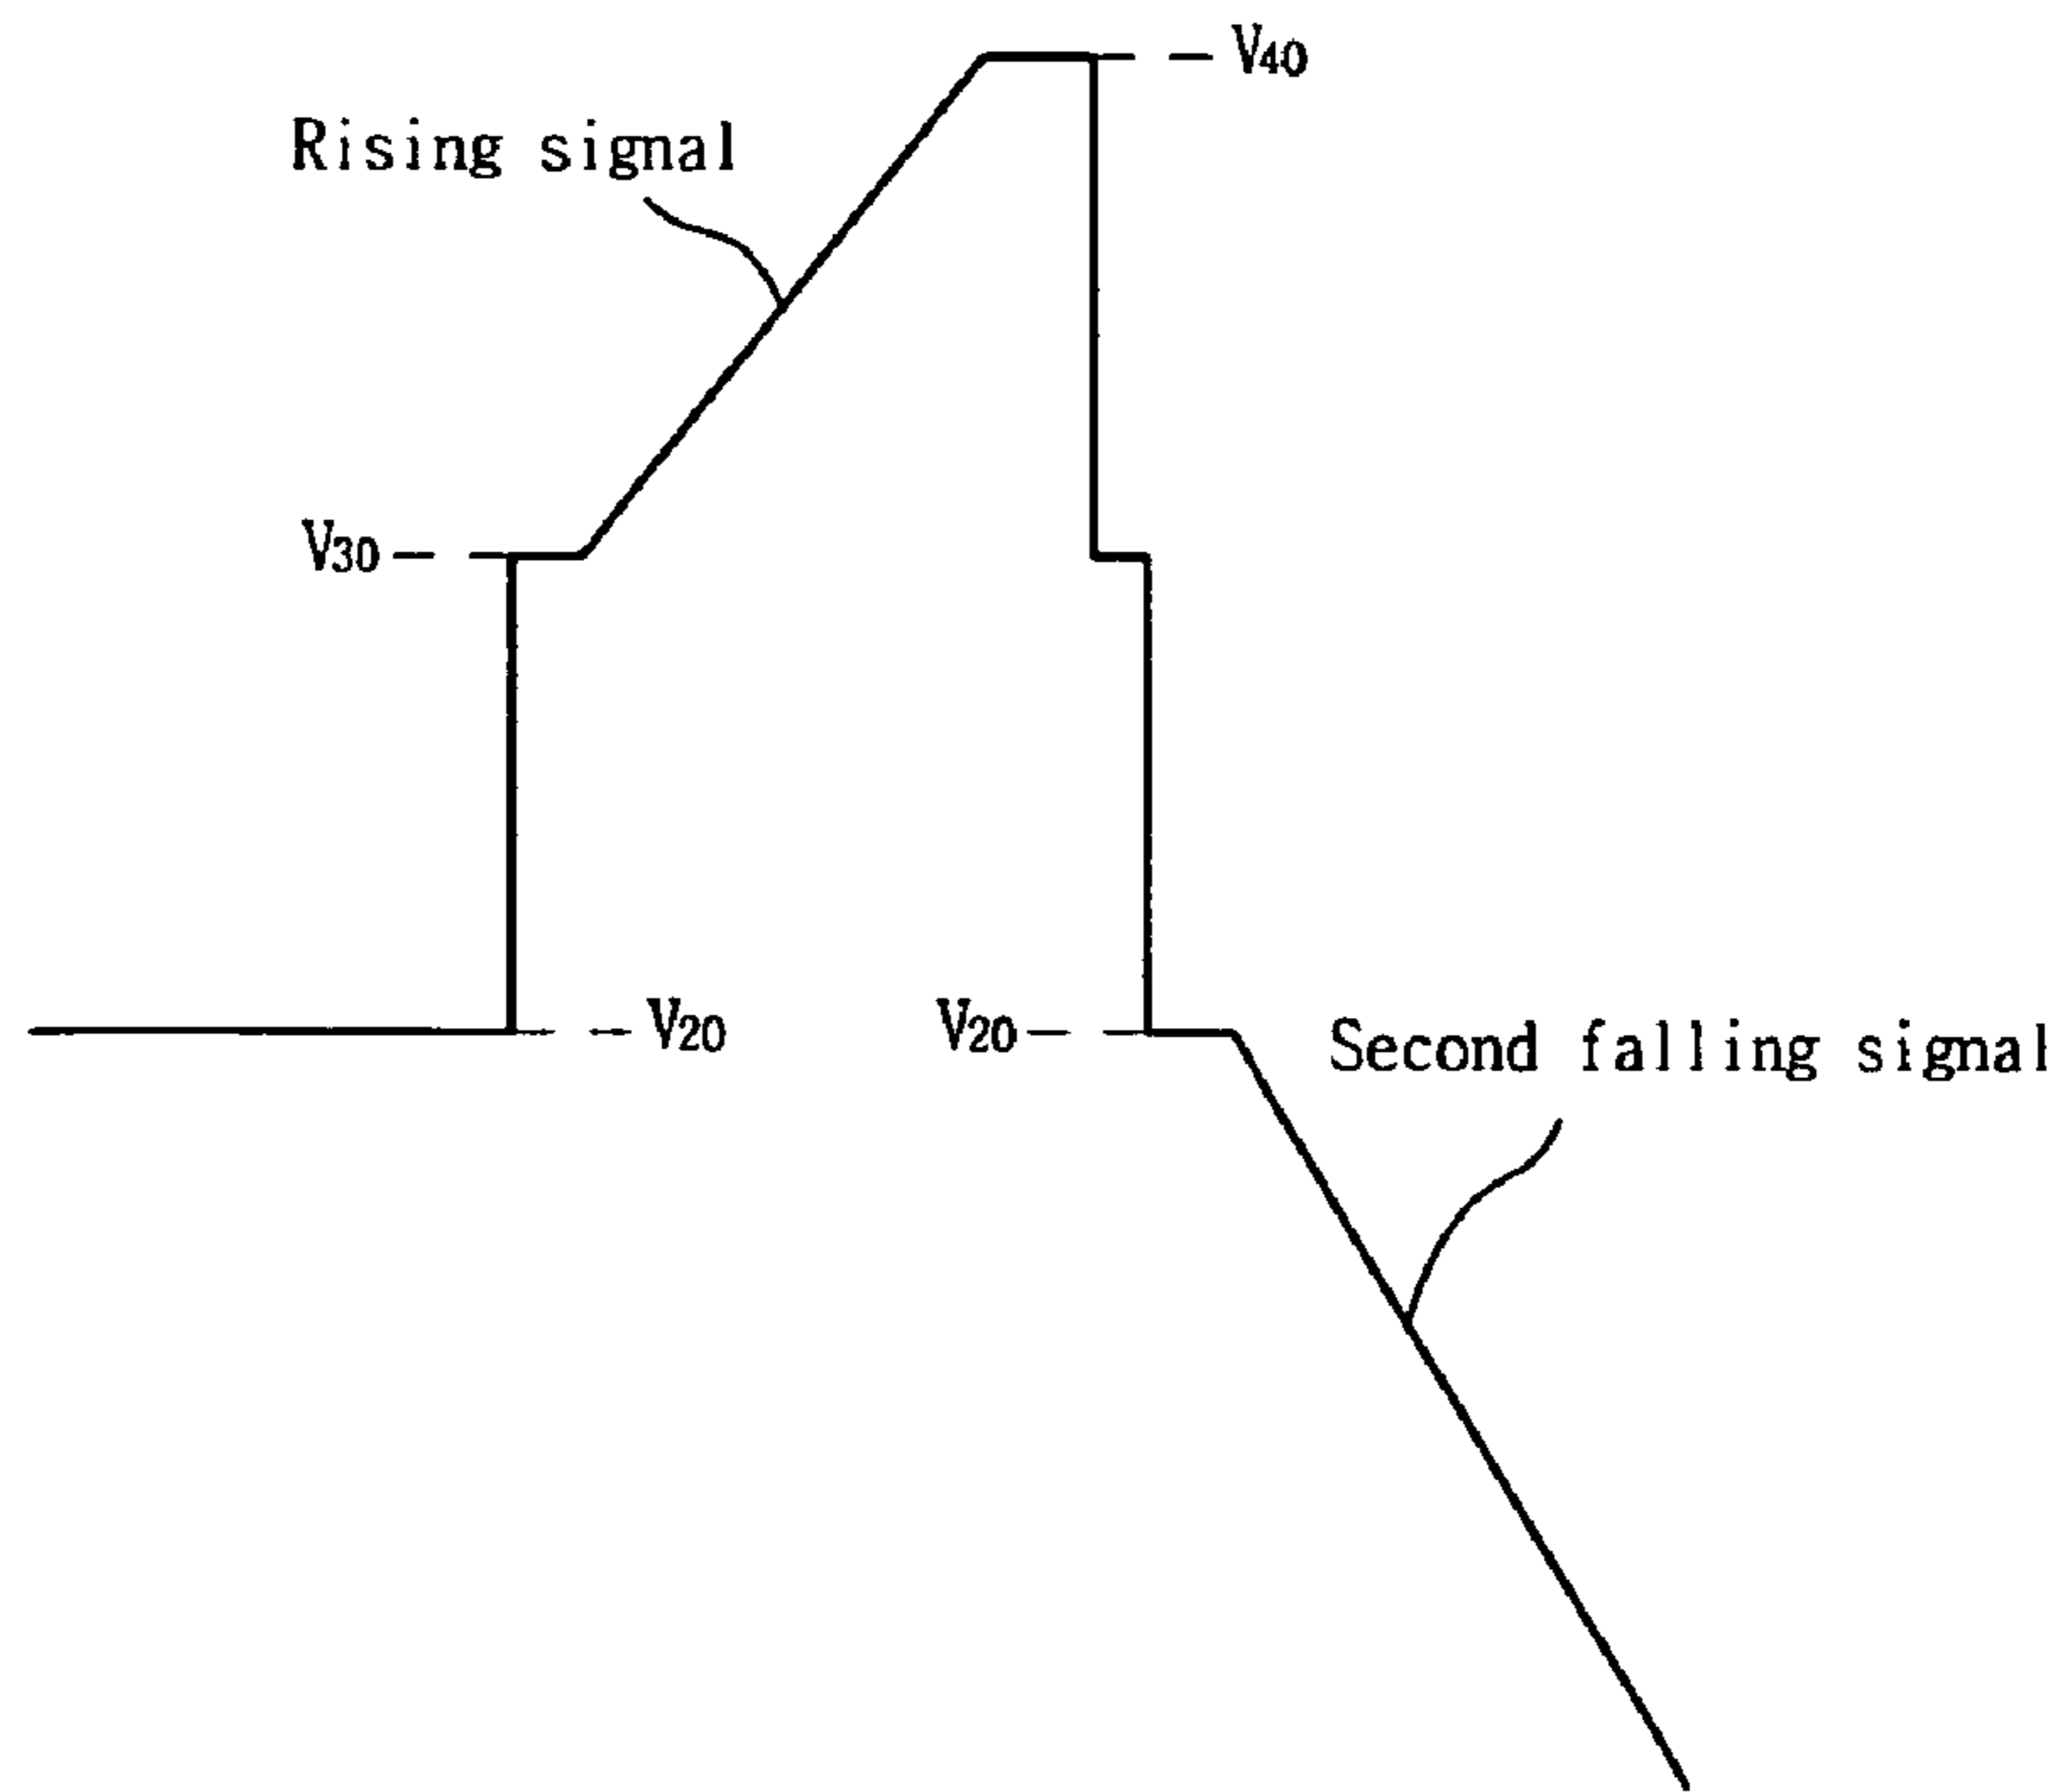 V40
Rising signal
V30
V20
V20
Second falling signal